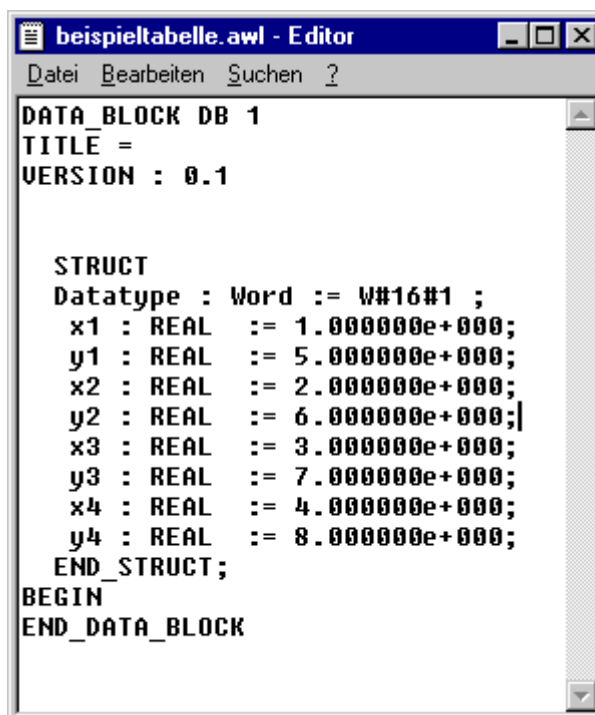 beispieltabelle.awl - Editor
Datei Bearbeiten Suchen ?
DATA_BLOCK DB 1
TITLE =
VERSION : 0.1
STRUCT
Datatype : Word := W#16#1 ;
x1 : REAL := 1.000000e+000;
y1 : REAL := 5.000000e+000;
x2 : REAL := 2.000000e+000;
y2 : REAL := 6.000000e+000;
x3 : REAL := 3.000000e+000;
y3 : REAL := 7.000000e+000;
x4 : REAL := 4.000000e+000;
y4 : REAL := 8.000000e+000;
END_STRUCT;
BEGIN
END_DATA_BLOCK